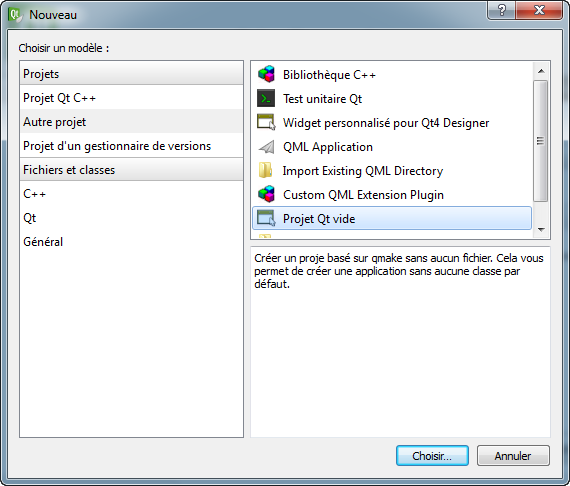 Nouveau
Choisir un modèle :
Projets
Projet Qt C++
Autre projet
Projet d'un gestionnaire de versions
Fichiers et classes
C++
Qt
Général
Bibliothèque C++
Test unitaire Qt
Widget personnalisé pour Qt4 Designer
QML Application
Import Existing QML Directory
Custom QML Extension Plugin
Projet Qt vide
Créer un proje basé sur qmake sans aucun fichier. Cela vous
permet de créer une application sans aucune classe par
défaut.
Choisir...
Annuler